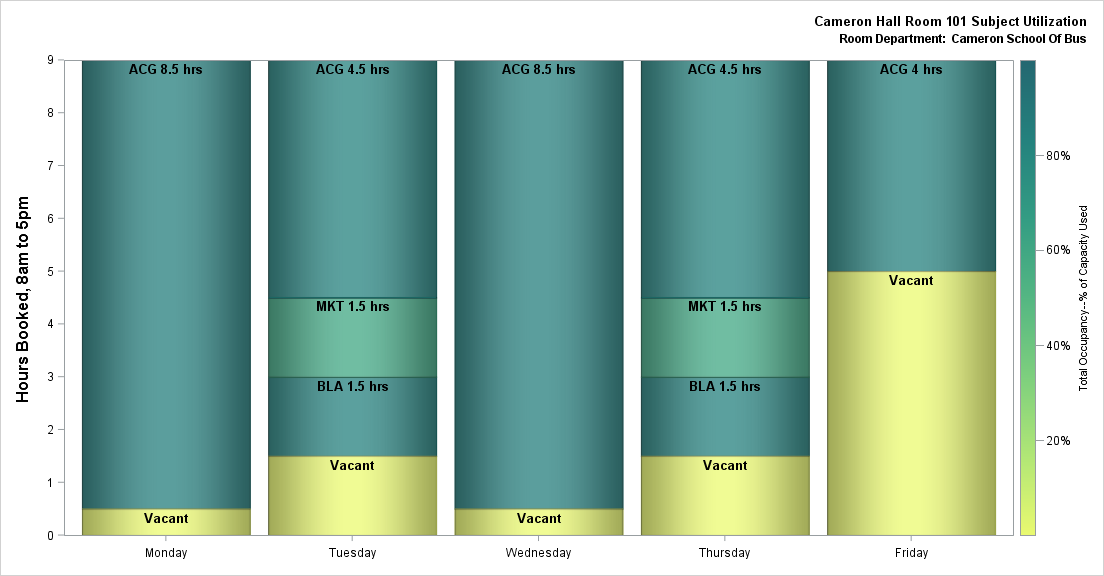 Cameron Hall Room 101 Subject Utilization
Room Department: Cameron School Of Bus
Hours Booked, 8am to 5pm
9
8
7
6
5
4
3
2
1
0
ACG 8.5 hrs
Vacant
ACG 4.5 hrs
MKT 1.5 hrs
BLA 1.5 hrs
Vacant
ACG 8.5 hrs
Vacant
ACG 4.5 hrs
MKT 1.5 hrs
BLA 1.5 hrs
Vacant
ACG 4 hrs
Vacant
Monday
Tuesday
Wednesday
Thursday
Friday
80%
60%
40%
20%
Total Occupancy--% of Capacity Used